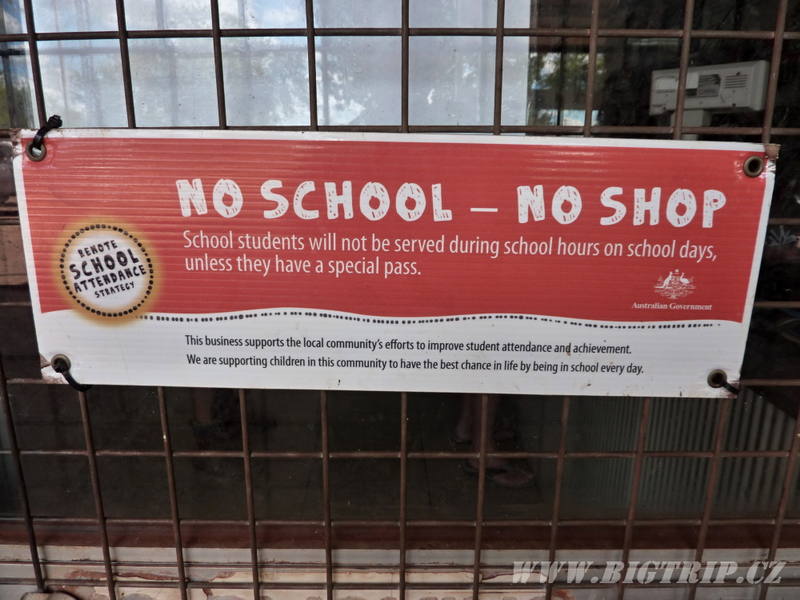 NO SCHOOL – NO SHOP
School students will not be served during school hours on school days,
unless they have a special pass.
REMOTE
SCHOOL
ATTENDANCE
STRATEGY
Australian Government
This business supports the local community's efforts to improve student attendance and achievement.
We are supporting children in this community to have the best chance in life by being in school every day.
WWW.BIGTRIP.CZ